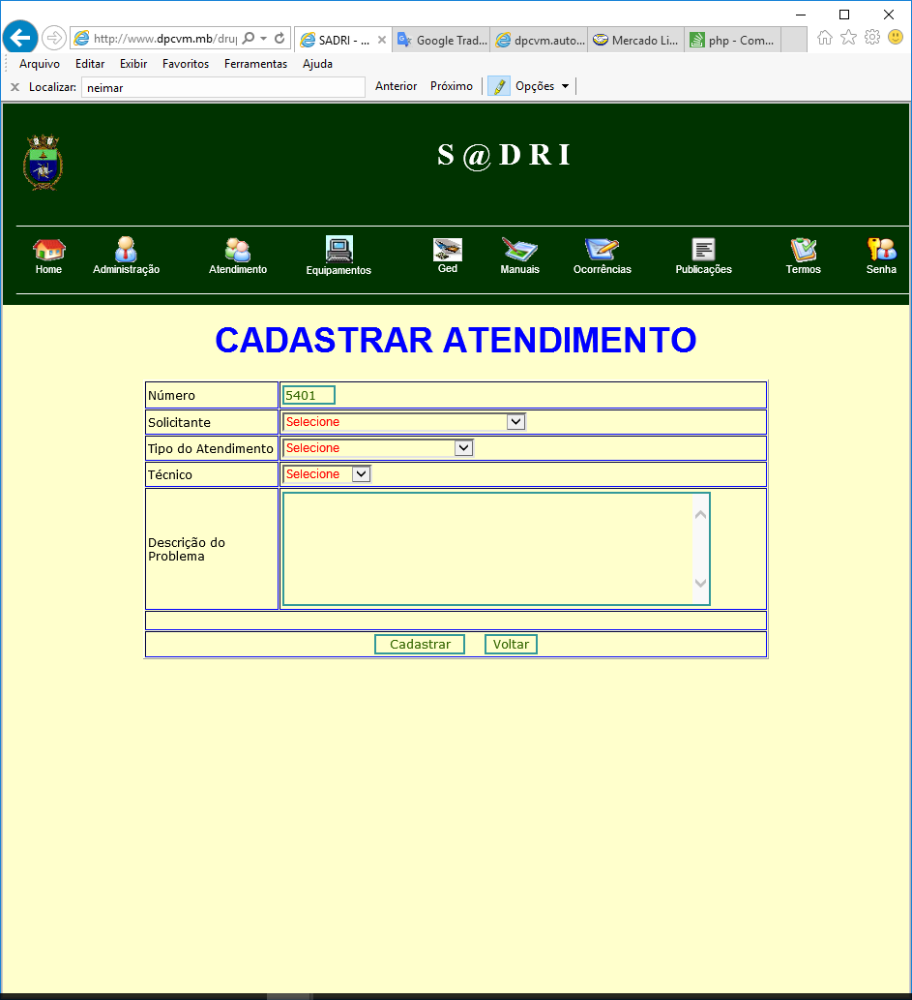 http://www.dpcvm.mb/dru
SADRI - ...
Google Trad...
dpcvm.auto...
Mercado Li...
php - Com...
Arquivo Editar Exibir Favoritos Ferramentas Ajuda
x Localizar: neimar Anterior Próximo Opções
S @ D R I
Home Administração Atendimento Equipamentos Ged Manuais Ocorrências Publicações Termos Senha
CADASTRAR ATENDIMENTO
Número 5401
Solicitante Selecione
Tipo do Atendimento Selecione
Técnico Selecione
Descrição do
Problema
Cadastrar Voltar